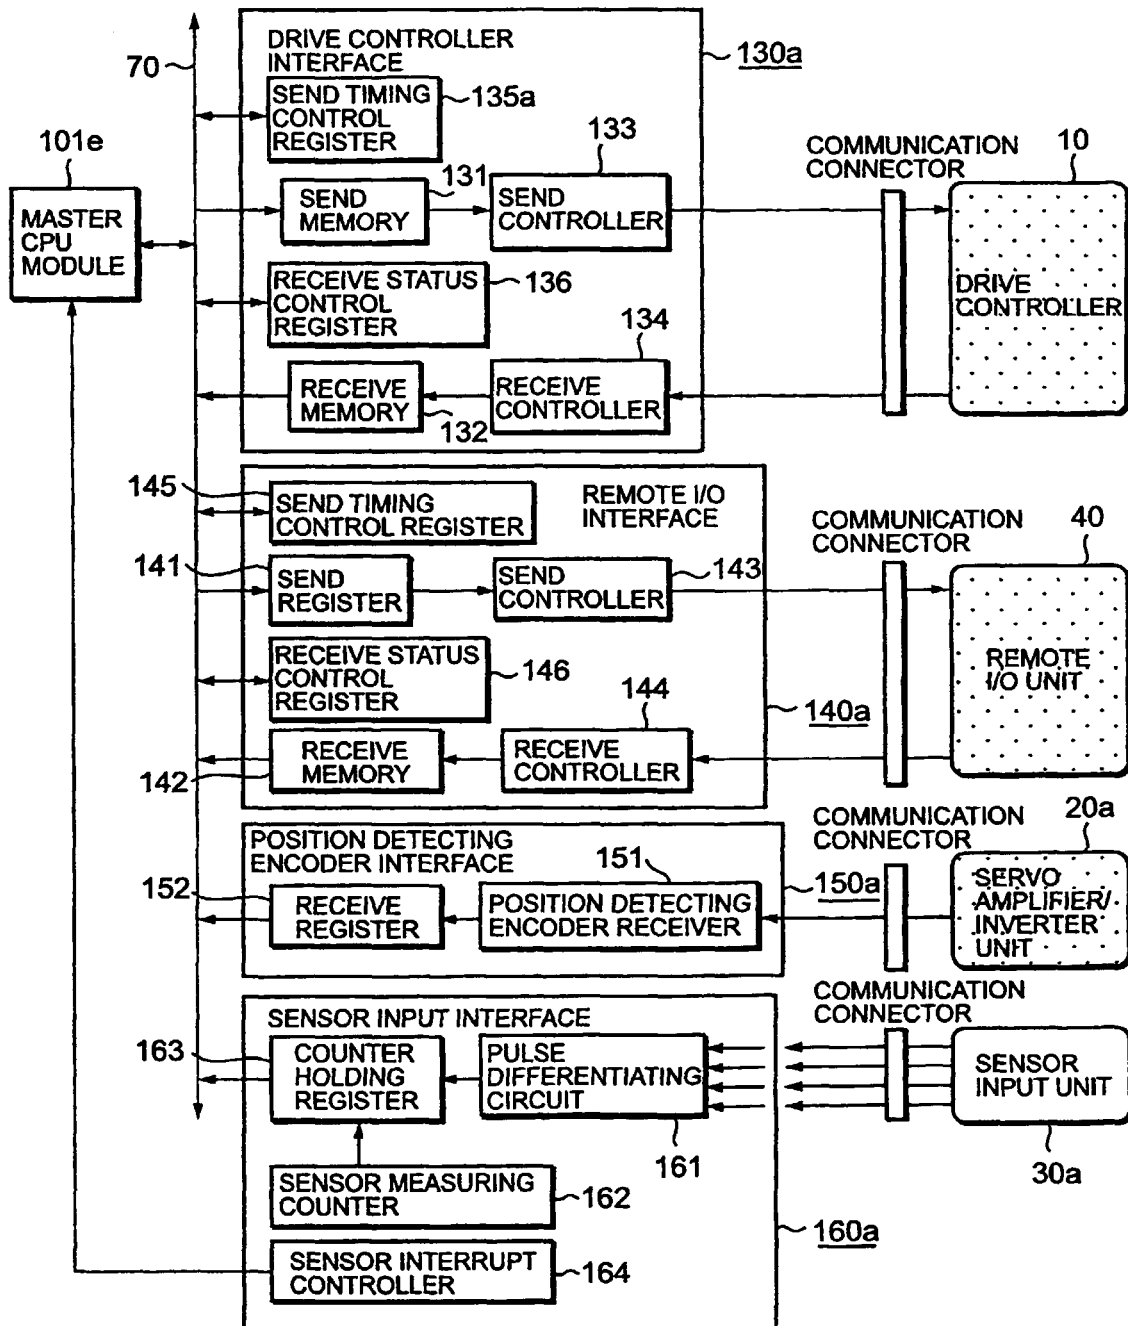 70
DRIVE CONTROLLER
INTERFACE
130a
SEND TIMING
CONTROL
REGISTER
135a
101e
MASTER
CPU
MODULE
131
SEND
MEMORY
133
SEND
CONTROLLER
COMMUNICATION
CONNECTOR
10
DRIVE
CONTROLLER
RECEIVE STATUS
CONTROL
REGISTER
136
134
RECEIVE
MEMORY
132
RECEIVE
CONTROLLER
145
SEND TIMING
CONTROL REGISTER
REMOTE I/O
INTERFACE
COMMUNICATION
CONNECTOR
40
141
SEND
REGISTER
SEND
CONTROLLER
143
REMOTE
I/O UNIT
RECEIVE STATUS
CONTROL
REGISTER
146
144
140a
RECEIVE
MEMORY
142
RECEIVE
CONTROLLER
POSITION DETECTING
ENCODER INTERFACE
COMMUNICATION
CONNECTOR
20a
152
151
150a
RECEIVE
REGISTER
POSITION DETECTING
ENCODER RECEIVER
SERVO
AMPLIFIER/
INVERTER
UNIT
SENSOR INPUT INTERFACE
COMMUNICATION
CONNECTOR
163
COUNTER
HOLDING
REGISTER
PULSE
DIFFERENTIATING
CIRCUIT
SENSOR
INPUT UNIT
161
30a
SENSOR MEASURING
COUNTER
162
160a
SENSOR INTERRUPT
CONTROLLER
164